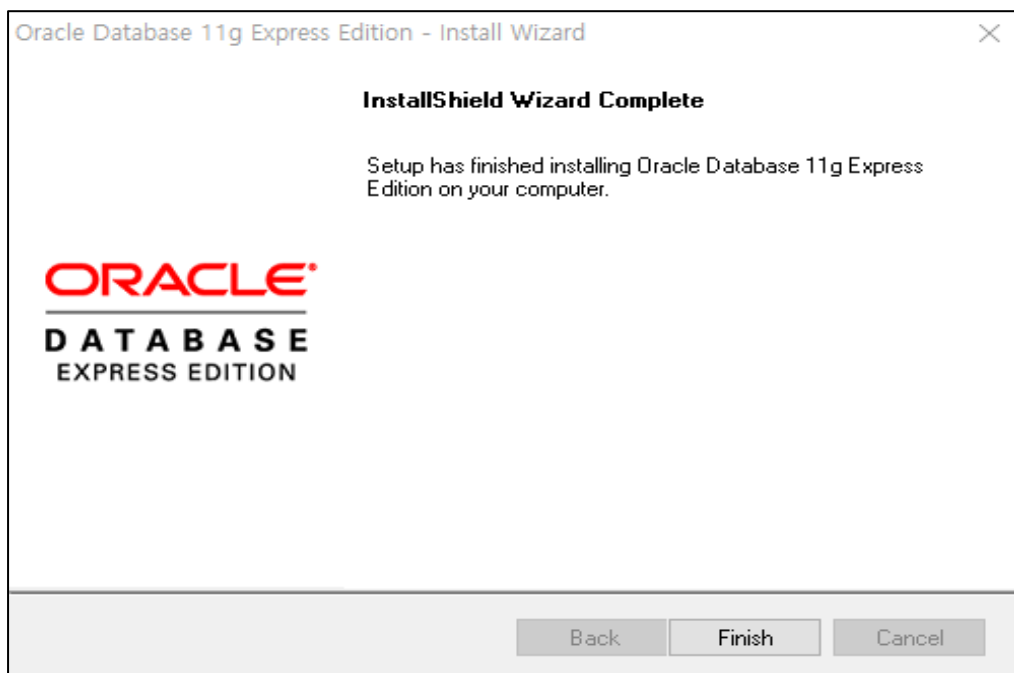 Oracle Database 11g Express Edition - Install Wizard
InstallShield Wizard Complete
Setup has finished installing Oracle Database 11g Express
Edition on your computer.
ORACLE
DATABASE
EXPRESS EDITION
Back
Finish
Cancel